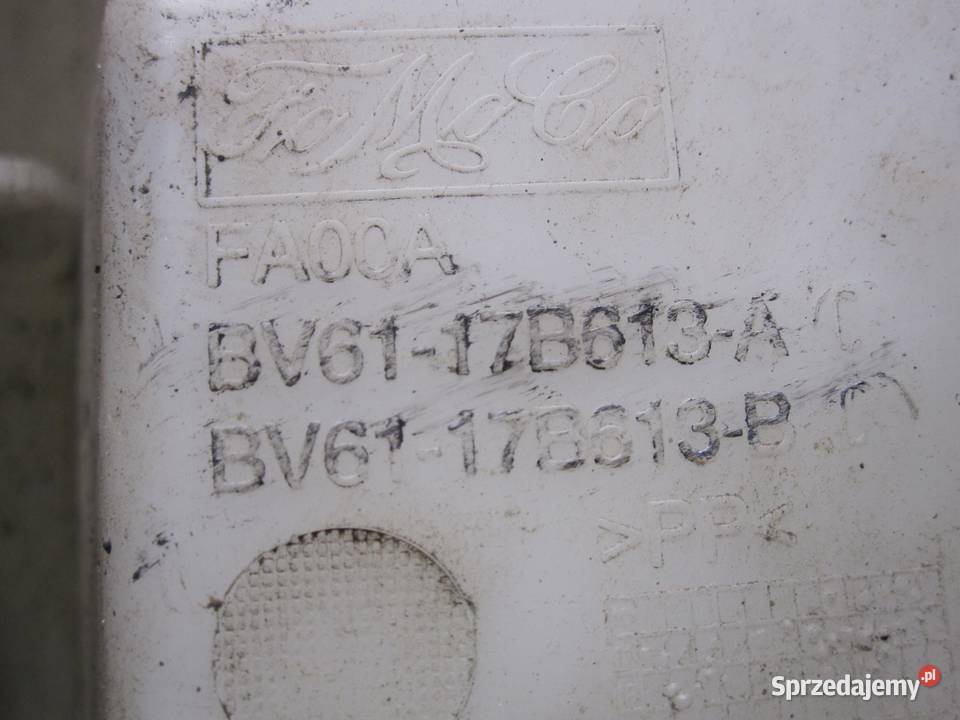 FoMoCo
FA0CA
BV61-17B613-A C
BV61-17B613-B C
>PP<
Sprzedajemy.pl